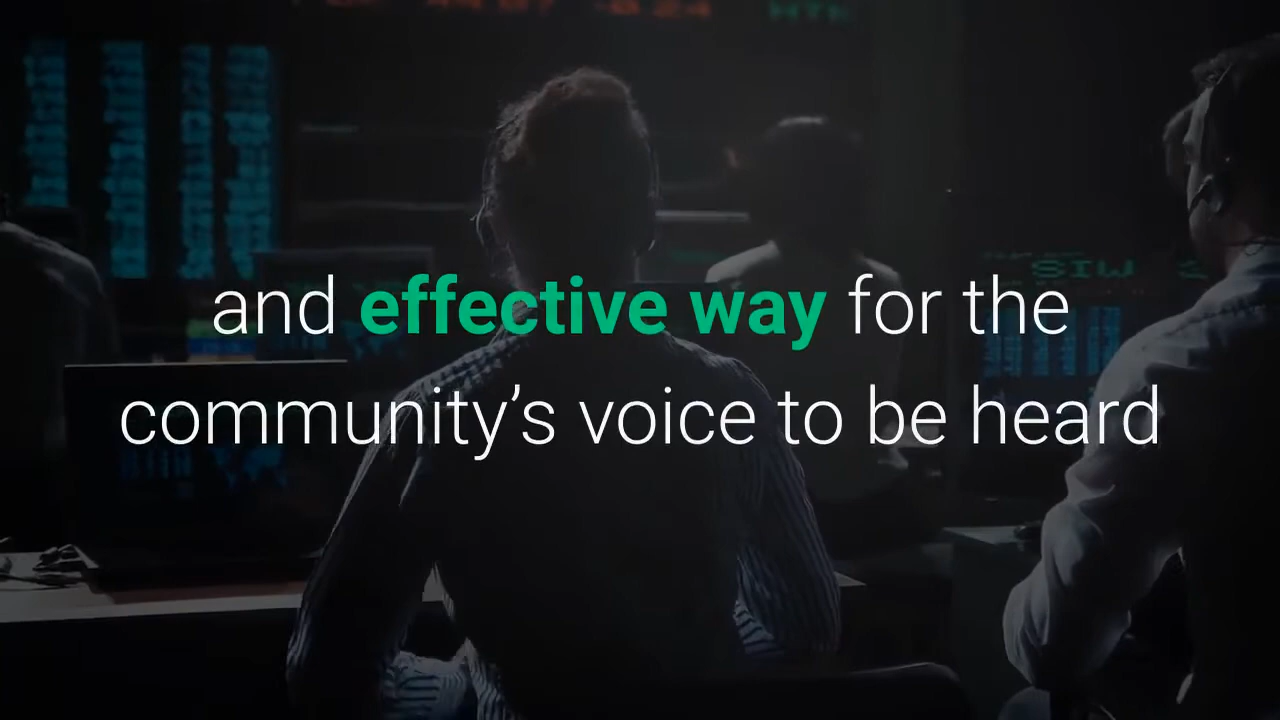 and effective way for the
community’s voice to be heard